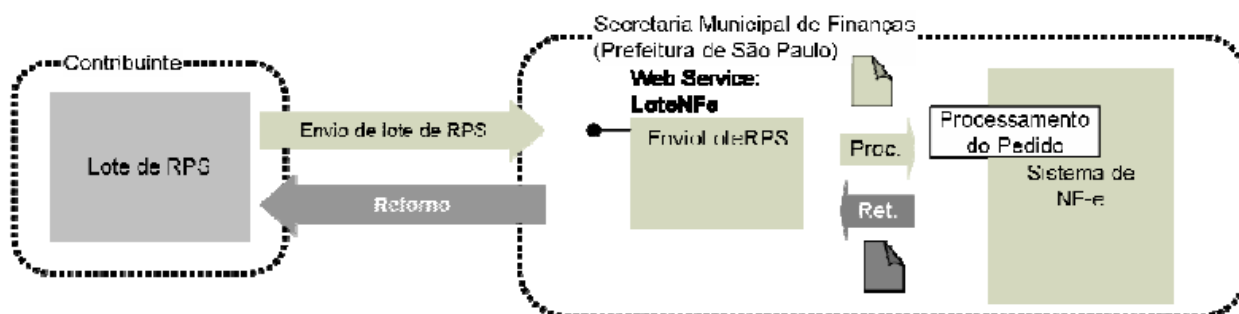 Secretaria Municipal de Finanças
(Prefeitura de São Paulo)
Contribuinte
Lote de RPS
Envio de lote de RPS
Retorno
Web Service:
LoteNFe
EnvioLoteRPS
Proc.
Ret.
Processamento
do Pedido
Sistema de
NF-e